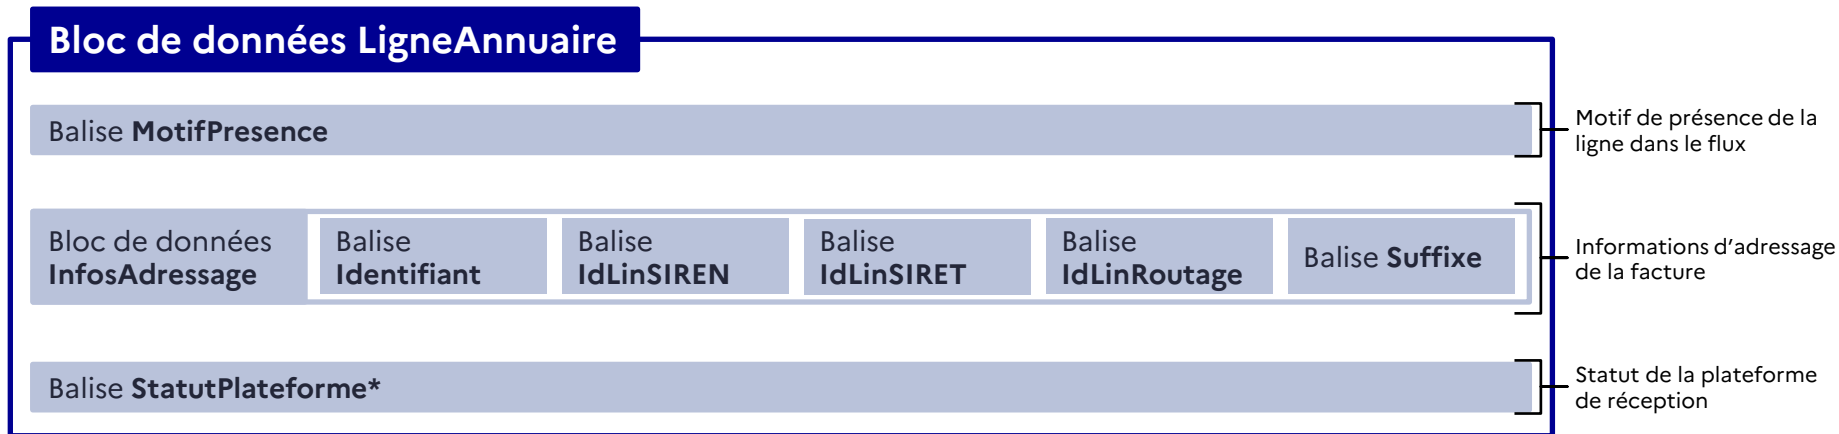 Bloc de données LigneAnnuaire
Balise MotifPresence
Motif de présence de la
ligne dans le flux
Bloc de données
InfosAdressage
Balise
Identifiant
Balise
IdLinSIREN
Balise
IdLinSIRET
Balise
IdLinRoutage
Balise Suffixe
Informations d’adressage
de la facture
Balise StatutPlateforme*
Statut de la plateforme
de réception